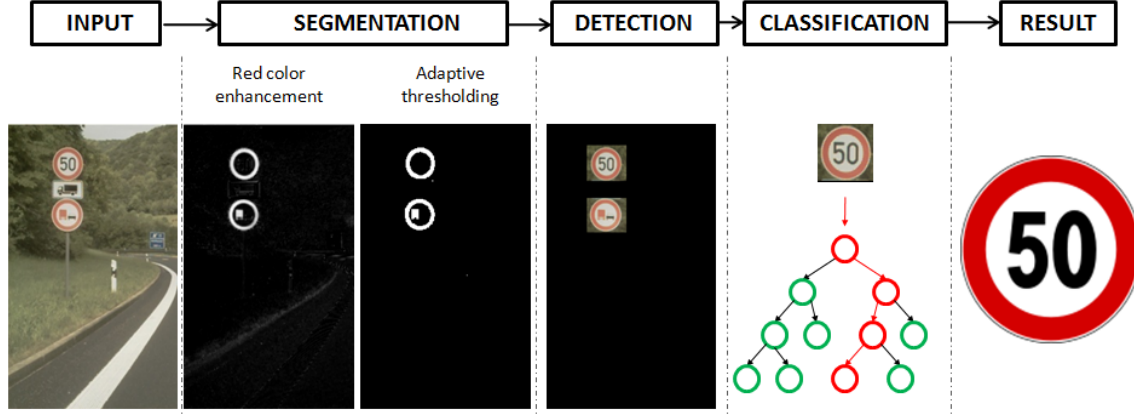 INPUT
SEGMENTATION
DETECTION
CLASSIFICATION
RESULT
Red color
enhancement
Adaptive
thresholding
50
50
50
50